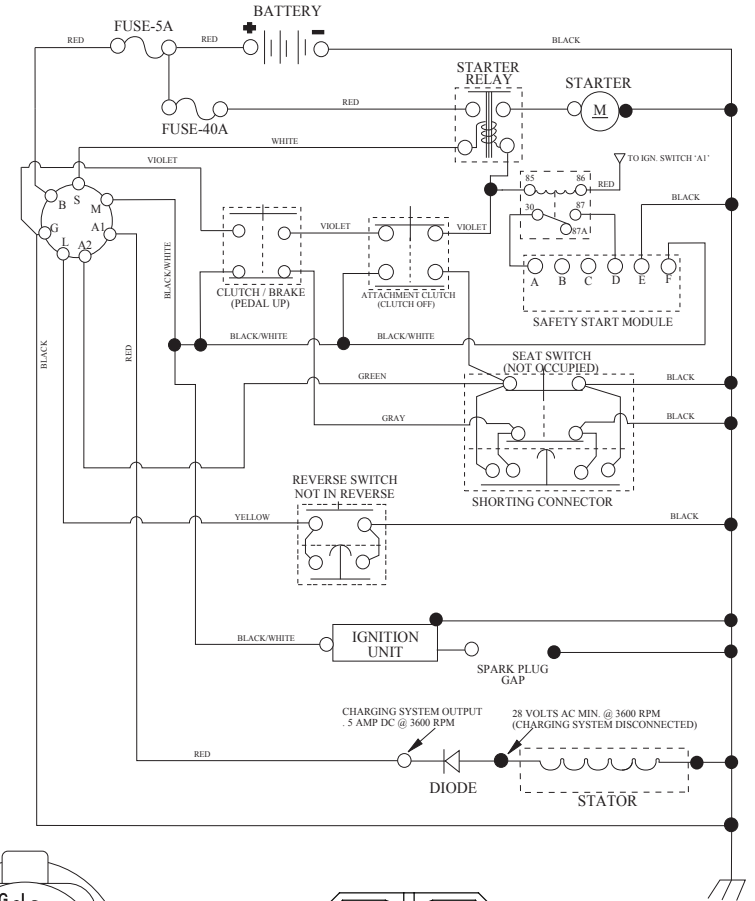 BATTERY
FUSE-5A
RED
RED
BLACK
STARTER
RELAY
STARTER
RED
M
FUSE-40A
WHITE
VIOLET
TO IGN. SWITCH 'A1'
85
86
RED
BLACK
B
S
M
G
A1
L
A2
30
87
87A
VIOLET
VIOLET
A
B
C
D
E
F
CLUTCH / BRAKE
(PEDAL UP)
ATTACHMENT CLUTCH
(CLUTCH OFF)
SAFETY START MODULE
BLACK/WHITE
BLACK/WHITE
BLACK/WHITE
BLACK
RED
SEAT SWITCH
(NOT OCCUPIED)
GREEN
BLACK
GRAY
BLACK
REVERSE SWITCH
NOT IN REVERSE
SHORTING CONNECTOR
YELLOW
BLACK
BLACK/WHITE
IGNITION
UNIT
SPARK PLUG
GAP
CHARGING SYSTEM OUTPUT
. 5 AMP DC @ 3600 RPM
28 VOLTS AC MIN. @ 3600 RPM
(CHARGING SYSTEM DISCONNECTED)
RED
DIODE
STATOR